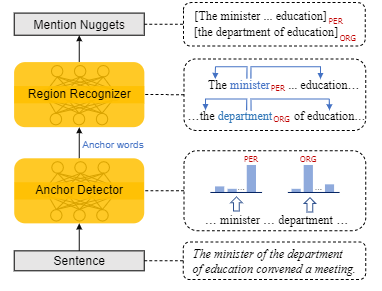 Mention Nuggets
[The minister ... education]PER
[the department of education]ORG
Region Recognizer
The ministerPER ... education...
...the departmentORG of education...
Anchor words
Anchor Detector
PER
ORG
... minister ... department ...
Sentence
The minister of the department
of education convened a meeting.